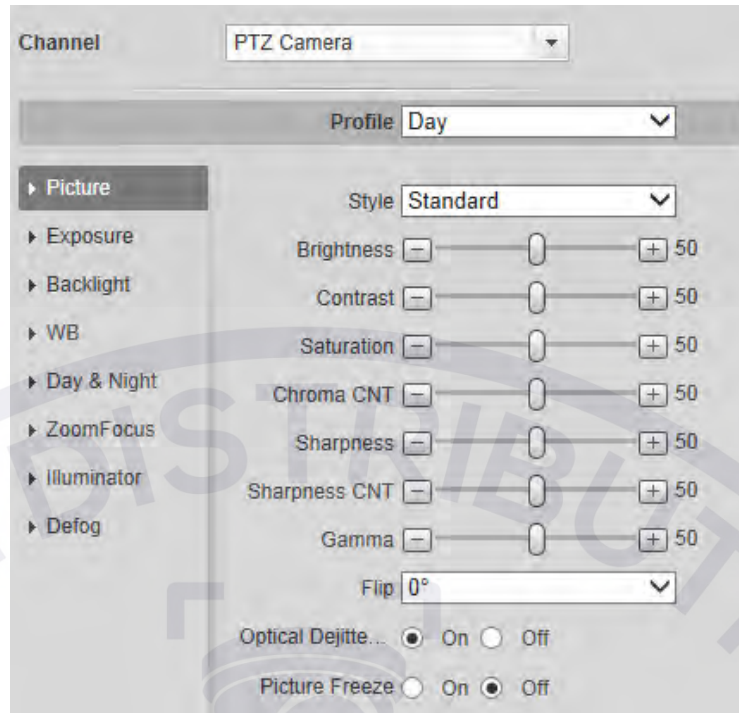 Channel PTZ Camera
Profile Day
Picture
Exposure
Backlight
WB
Day & Night
ZoomFocus
Illuminator
Defog
Style Standard
Brightness - + 50
Contrast - + 50
Saturation - + 50
Chroma CNT - + 50
Sharpness - + 50
Sharpness CNT - + 50
Gamma - + 50
Flip 0°
Optical Dejitte... On Off
Picture Freeze On Off
DISTRIBUT